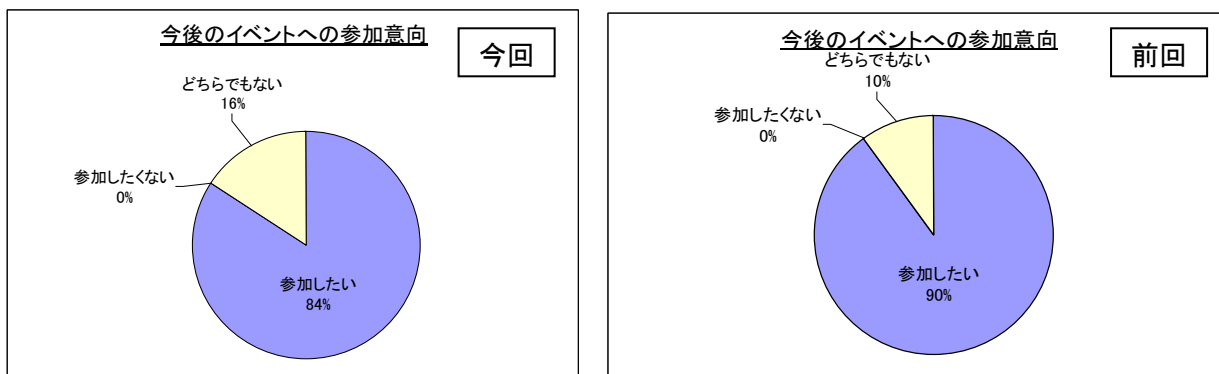 今後のイベントへの参加意向
今回
どちらでもない
16%
参加したくない
0%
参加したい
84%
今後のイベントへの参加意向
前回
どちらでもない
10%
参加したくない
0%
参加したい
90%